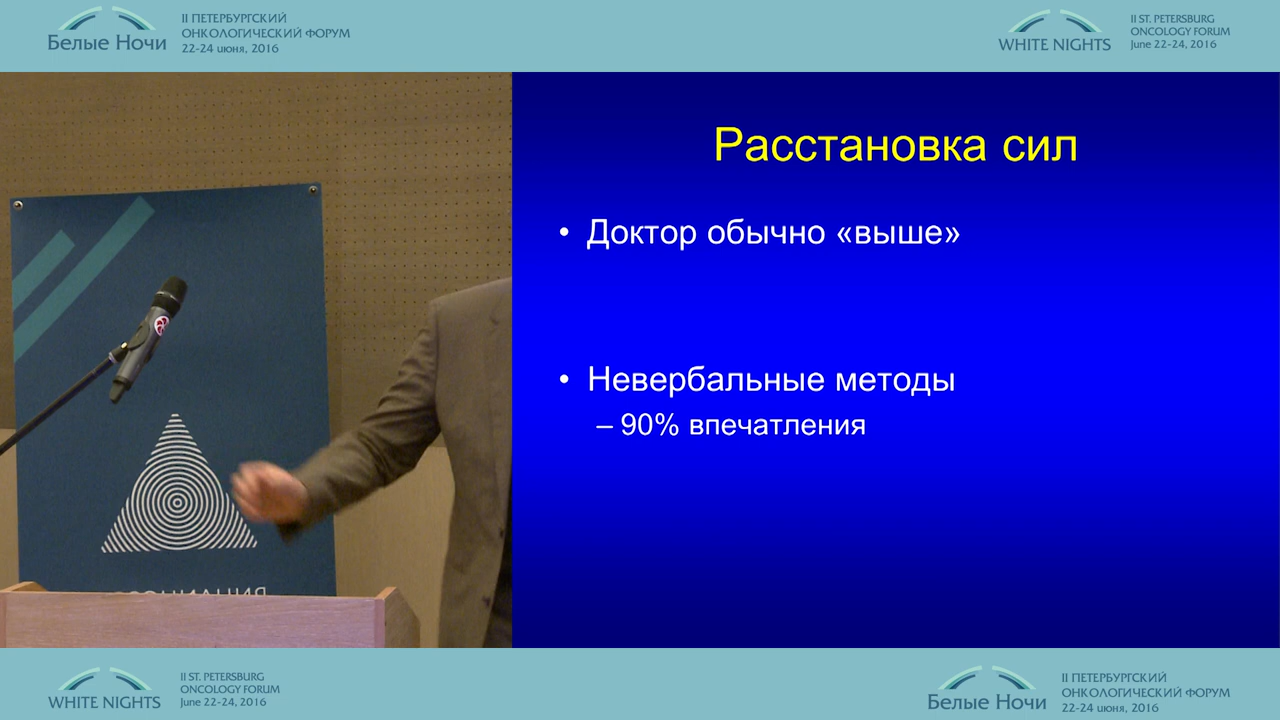 Белые Ночи
II ПЕТЕРБУРГСКИЙ
ОНКОЛОГИЧЕСКИЙ ФОРУМ
22-24 июня, 2016
WHITE NIGHTS
II ST. PETERSBURG
ONCOLOGY FORUM
June 22-24, 2016
Расстановка сил
• Доктор обычно «выше»
• Невербальные методы
– 90% впечатления
WHITE NIGHTS
II ST. PETERSBURG
ONCOLOGY FORUM
June 22-24, 2016
Белые Ночи
II ПЕТЕРБУРГСКИЙ
ОНКОЛОГИЧЕСКИЙ ФОРУМ
22-24 июня, 2016